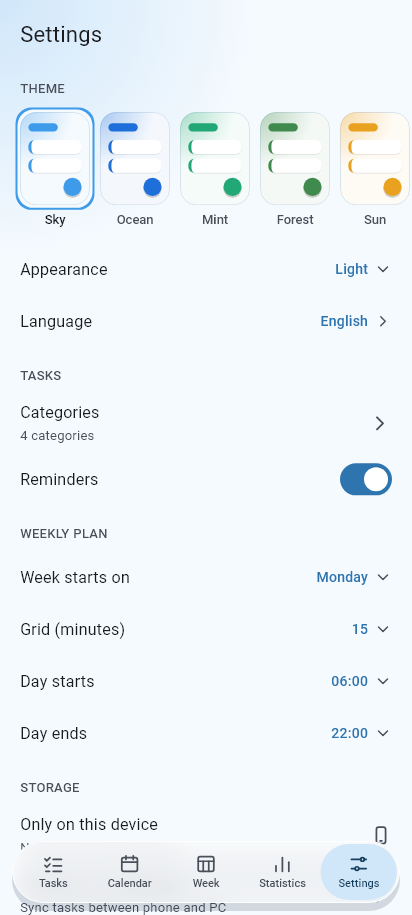 Settings
THEME
Sky
Ocean
Mint
Forest
Sun
Appearance
Light
Language
English
TASKS
Categories
4 categories
Reminders
WEEKLY PLAN
Week starts on
Monday
Grid (minutes)
15
Day starts
06:00
Day ends
22:00
STORAGE
Only on this device
Tasks
Calendar
Week
Statistics
Settings
Sync tasks between phone and PC